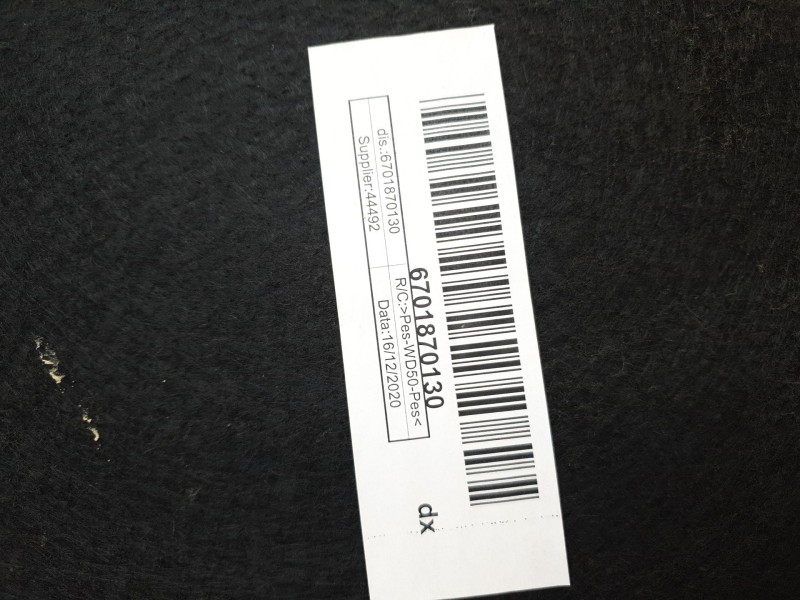 6701870130
dis.:6701870130
R/C:>Pes-WD50-Pes<
Supplier:44492
Data:16/12/2020
dx